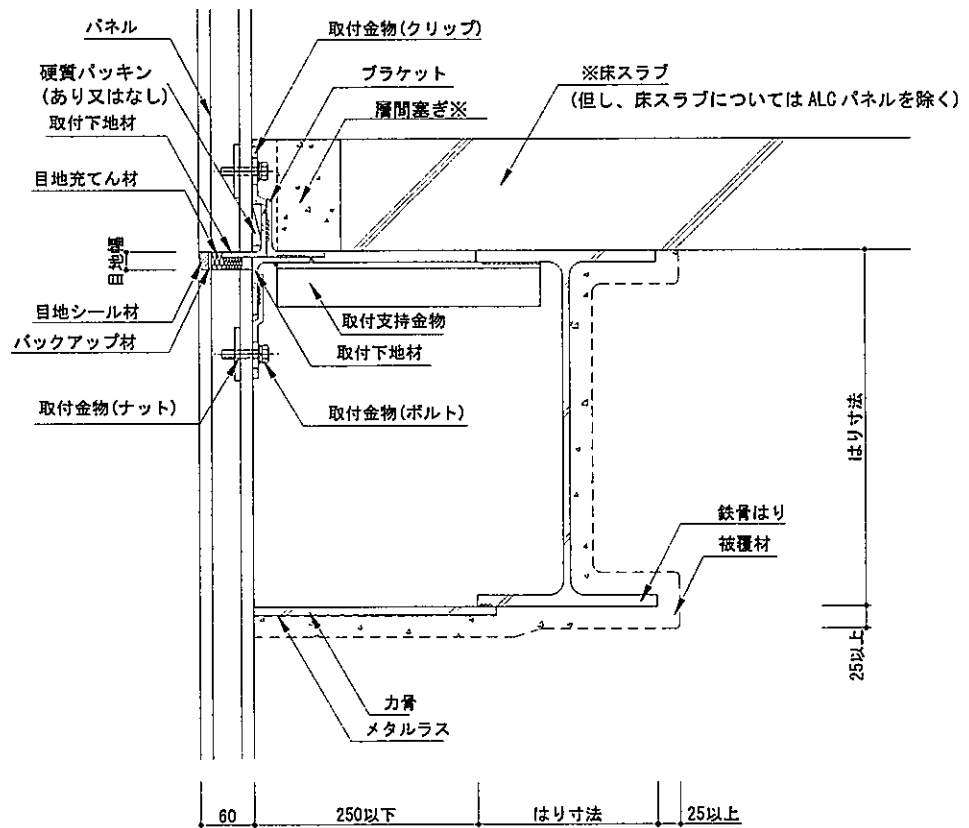 パネル
取付金物(クリップ)
硬質パッキン
(あり又はなし)
ブラケット
※床スラブ
(但し、床スラブについてはALCパネルを除く)
取付下地材
層間塞ぎ※
目地充てん材
目地幅
目地シール材
バックアップ材
取付支持金物
取付下地材
取付金物(ナット)
取付金物(ボルト)
はり寸法
鉄骨はり
被覆材
25以上
力骨
メタルラス
60
250以下
はり寸法
25以上